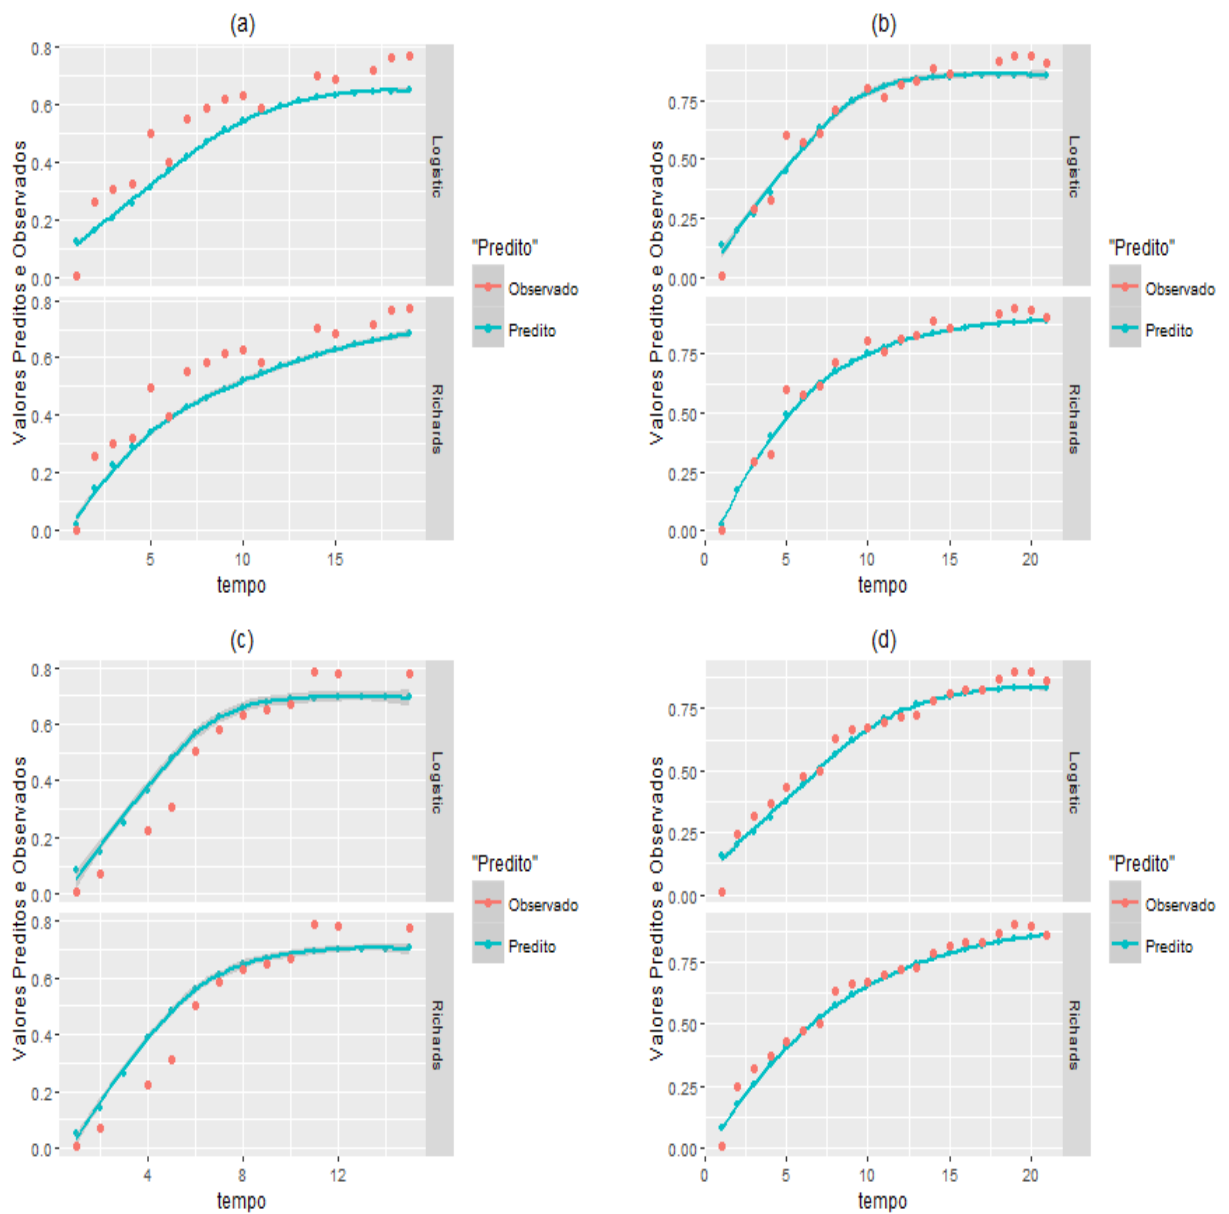 (a)
Valores Preditos e Observados
0.8
0.6
0.4
0.2
0.0
Logistic
0.8
0.6
0.4
0.2
0.0
Richards
5
10
15
tempo
"Predito"
Observado
Predito
(b)
Valores Preditos e Observados
0.75
0.50
0.25
0.00
Logistic
0.75
0.50
0.25
0.00
Richards
0
5
10
15
20
tempo
"Predito"
Observado
Predito
(c)
Valores Preditos e Observados
0.8
0.6
0.4
0.2
0.0
Logistic
0.8
0.6
0.4
0.2
0.0
Richards
4
8
12
tempo
"Predito"
Observado
Predito
(d)
Valores Preditos e Observados
0.75
0.50
0.25
0.00
Logistic
0.75
0.50
0.25
0.00
Richards
0
5
10
15
20
tempo
"Predito"
Observado
Predito